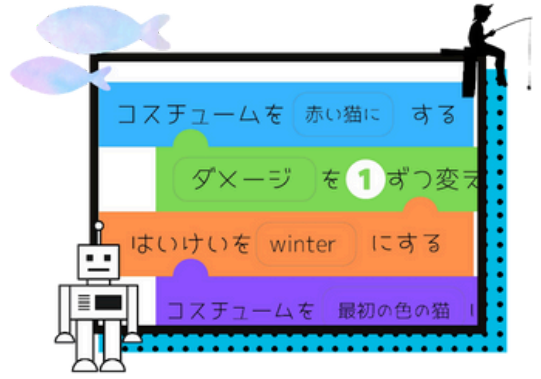 コスチュームを 赤い猫に する
ダメージ を 1 ずつ変え
はいけいを winter にする
コスチュームを 最初の色の猫